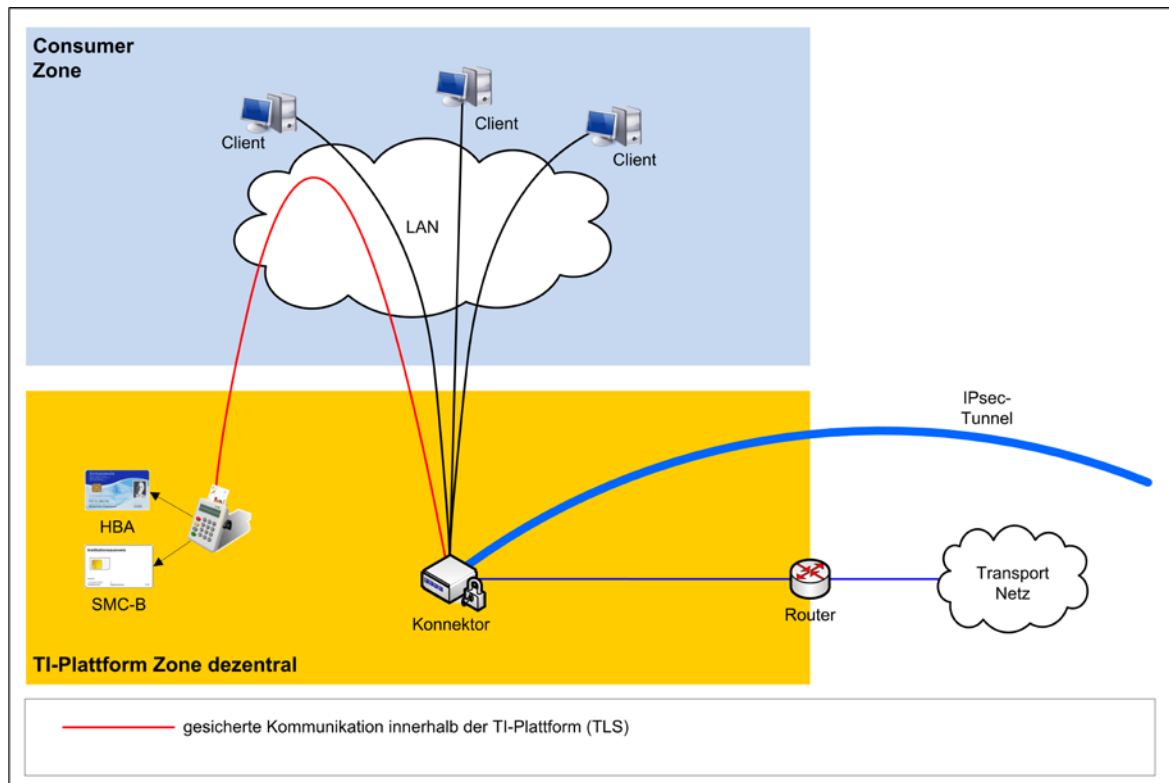 Consumer
Zone
Client
Client
Client
LAN
IPsec-
Tunnel
HBA
SMC-B
Konnektor
Router
Transport
Netz
TI-Plattform Zone dezentral
gesicherte Kommunikation innerhalb der TI-Plattform (TLS)